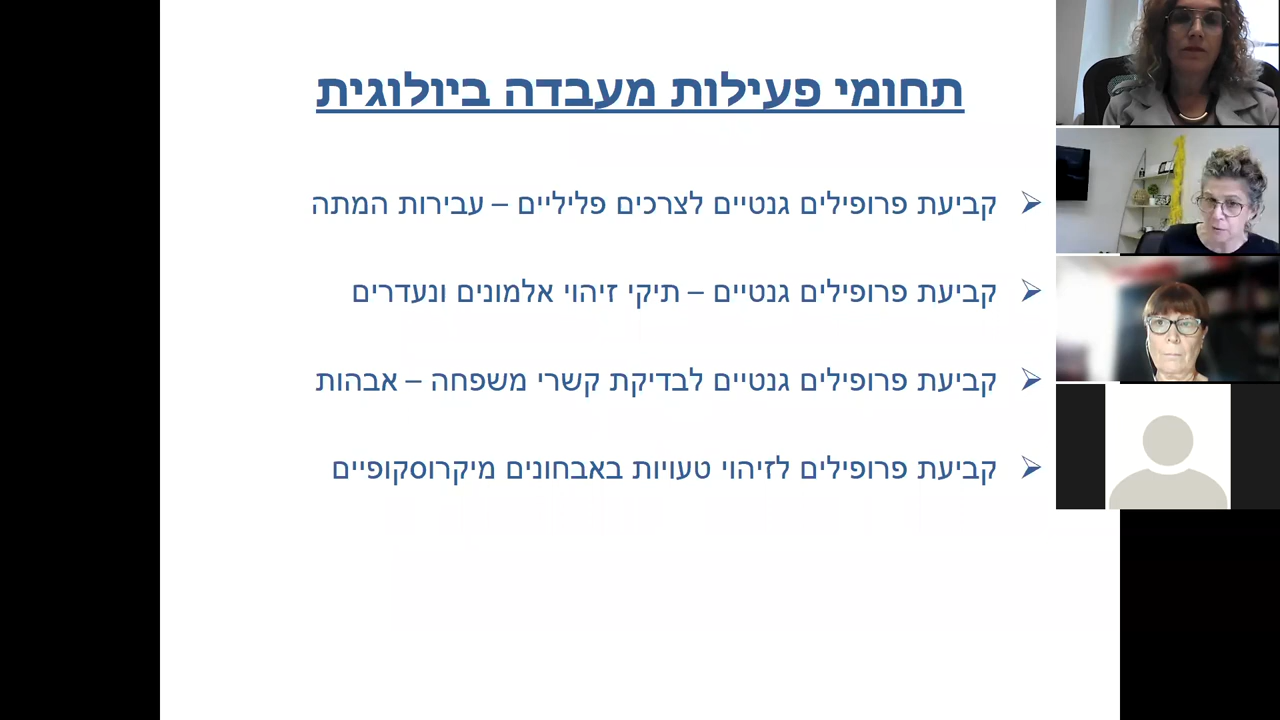 תחומי פעילות מעבדה ביולוגית
קביעת פרופילים גנטיים לצרכים פליליים – עבירות המתה
קביעת פרופילים גנטיים – תיקי זיהוי אלמונים ונעדרים
קביעת פרופילים גנטיים לבדיקת קשרי משפחה – אבהות
קביעת פרופילים לזיהוי טעויות באבחונים מיקרוסקופיים